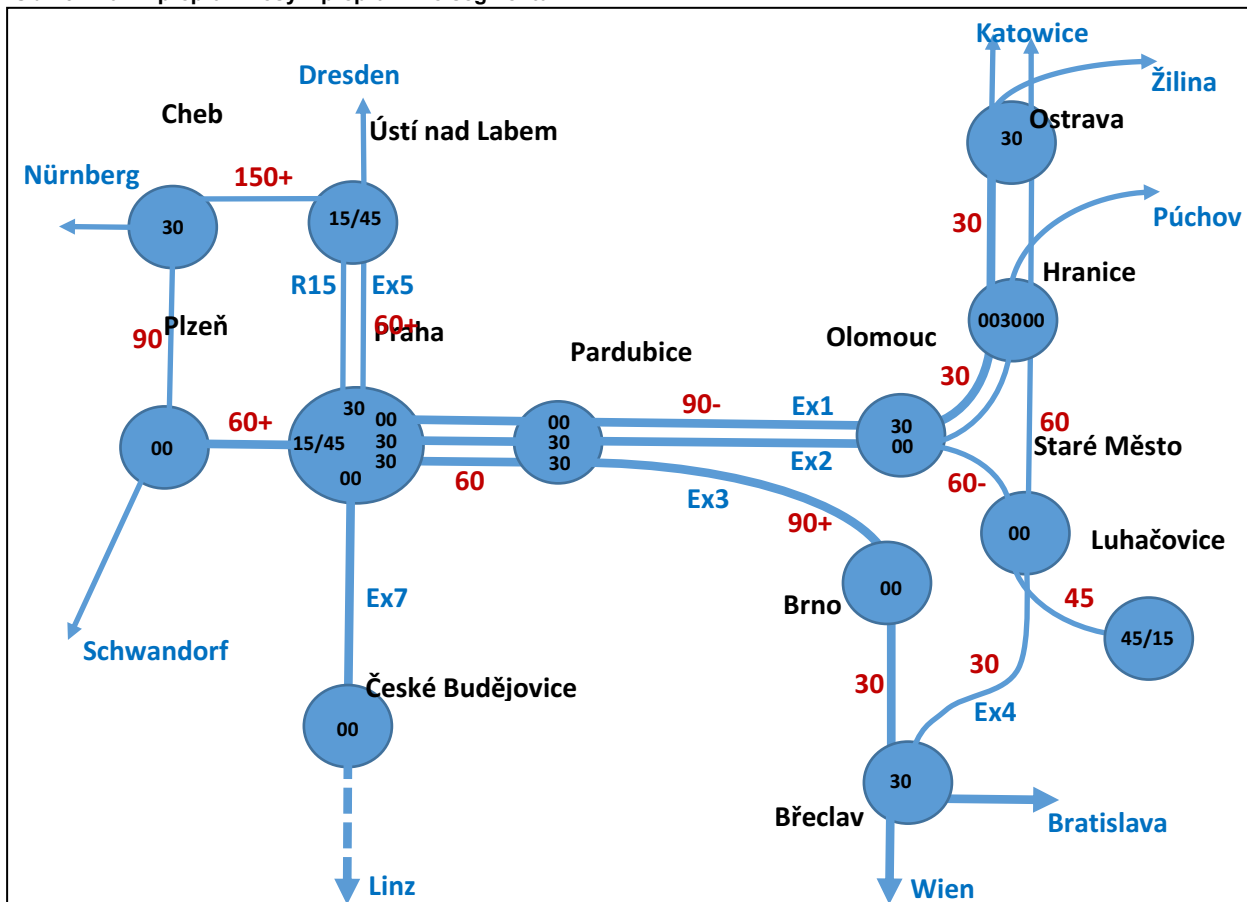 Katowice
Dresden
Žilina
Cheb
Ústí nad Labem
Ostrava
30
Nürnberg
150+
30
15/45
30
Púchov
R15
Ex5
Hranice
60+
Plzeň
90
Praha
003000
Olomouc
Pardubice
30
30
00
60+
00
15/45
30
30
00
00
30
30
90-
Ex1
Ex2
30
00
60
Staré Město
60
Ex3
60-
90+
00
Luhačovice
Ex7
Brno
00
45
45/15
Schwandorf
České Budějovice
00
30
30
Ex4
30
Břeclav
Bratislava
Linz
Wien